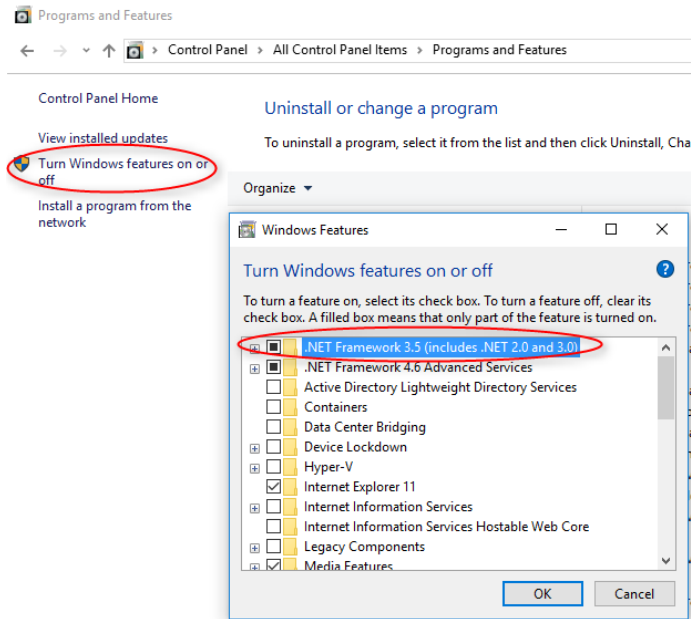 Programs and Features
Control Panel > All Control Panel Items > Programs and Features
Control Panel Home
View installed updates
Turn Windows features on or
off
Install a program from the
network
Uninstall or change a program
To uninstall a program, select it from the list and then click Uninstall, Cha
Organize
Windows Features
Turn Windows features on or off
To turn a feature on, select its check box. To turn a feature off, clear its
check box. A filled box means that only part of the feature is turned on.
.NET Framework 3.5 (includes .NET 2.0 and 3.0)
.NET Framework 4.6 Advanced Services
Active Directory Lightweight Directory Services
Containers
Data Center Bridging
Device Lockdown
Hyper-V
Internet Explorer 11
Internet Information Services
Internet Information Services Hostable Web Core
Legacy Components
Media Features
OK
Cancel